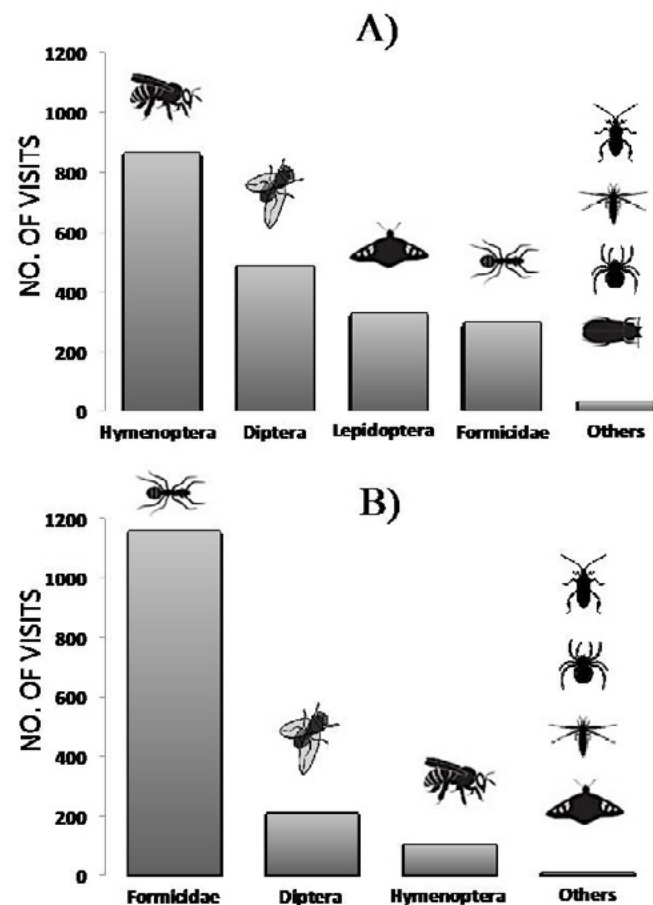 A)
NO. OF VISITS
1200
1000
800
600
400
200
0
Hymenoptera Diptera Lepidoptera Formicidae Others
B)
NO. OF VISITS
1200
1000
800
600
400
200
0
Formicidae Diptera Hymenoptera Others